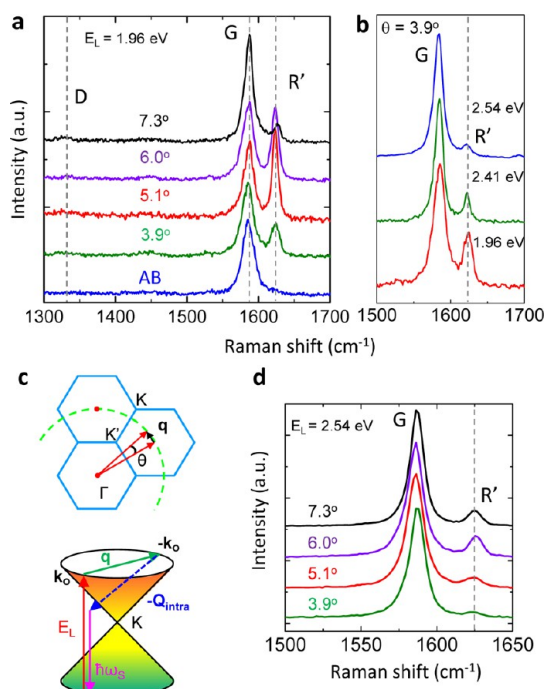 a
E_L = 1.96 eV
G
R'
D
7.3°
6.0°
5.1°
3.9°
AB
Intensity (a.u.)
1300 1400 1500 1600 1700
Raman shift (cm⁻¹)
b
θ = 3.9°
G
2.54 eV
R'
2.41 eV
1.96 eV
1500 1600 1700
c
K
q
K'
θ
Γ
-k₀
q
k₀
-Q_intra
E_L
K
ħω_S
d
E_L = 2.54 eV
G
R'
7.3°
6.0°
5.1°
3.9°
Intensity (a.u.)
1500 1550 1600 1650
Raman shift (cm⁻¹)